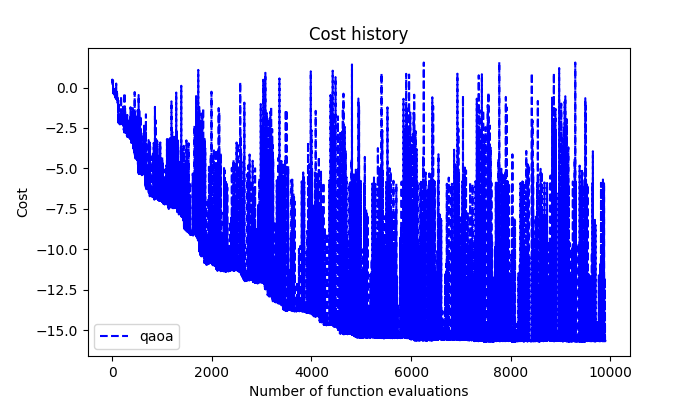 Cost history
0.0
−2.5
−5.0
−7.5
−10.0
−12.5
−15.0
Cost
qaoa
0 2000 4000 6000 8000 10000
Number of function evaluations